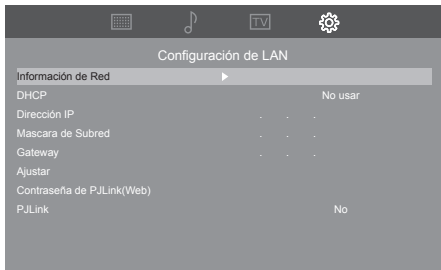 TV
Configuración de LAN
Información de Red
DHCP No usar
Dirección IP . . .
Mascara de Subred . . .
Gateway . . .
Ajustar
Contraseña de PJLink(Web)
PJLink No